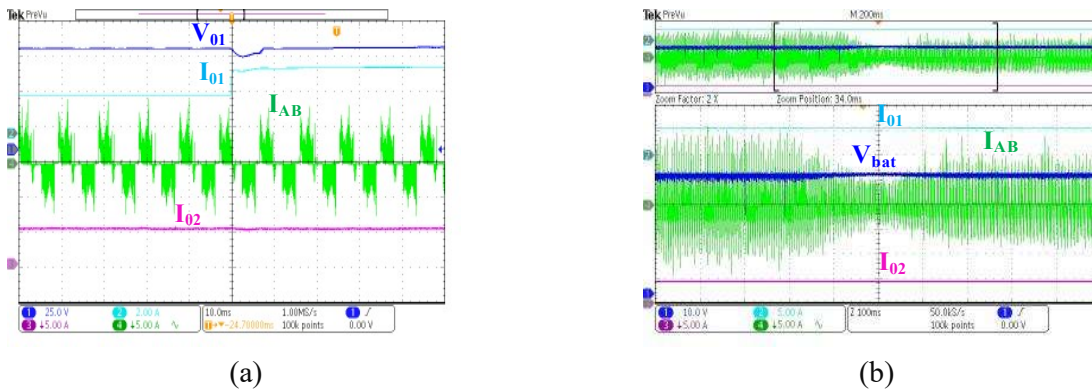 Tek PreVu
V01
I01
IAB
I02
1 25.0 V 2 2.00 A 10.0ms 1.00MS/s 1 /
3 ↓5.00 A 4 ↓5.00 A ∿ T→▼-24.70000ms 100k points 0.00 V
(a)
Tek PreVu M 200ms
Zoom Factor: 2 X Zoom Position: 34.0ms
I01
IAB
Vbat
I02
1 10.0 V 2 5.00 A Z 100ms 50.0kS/s 1 /
3 ↓5.00 A 4 ↓5.00 A ∿ 100k points 0.00 V
(b)